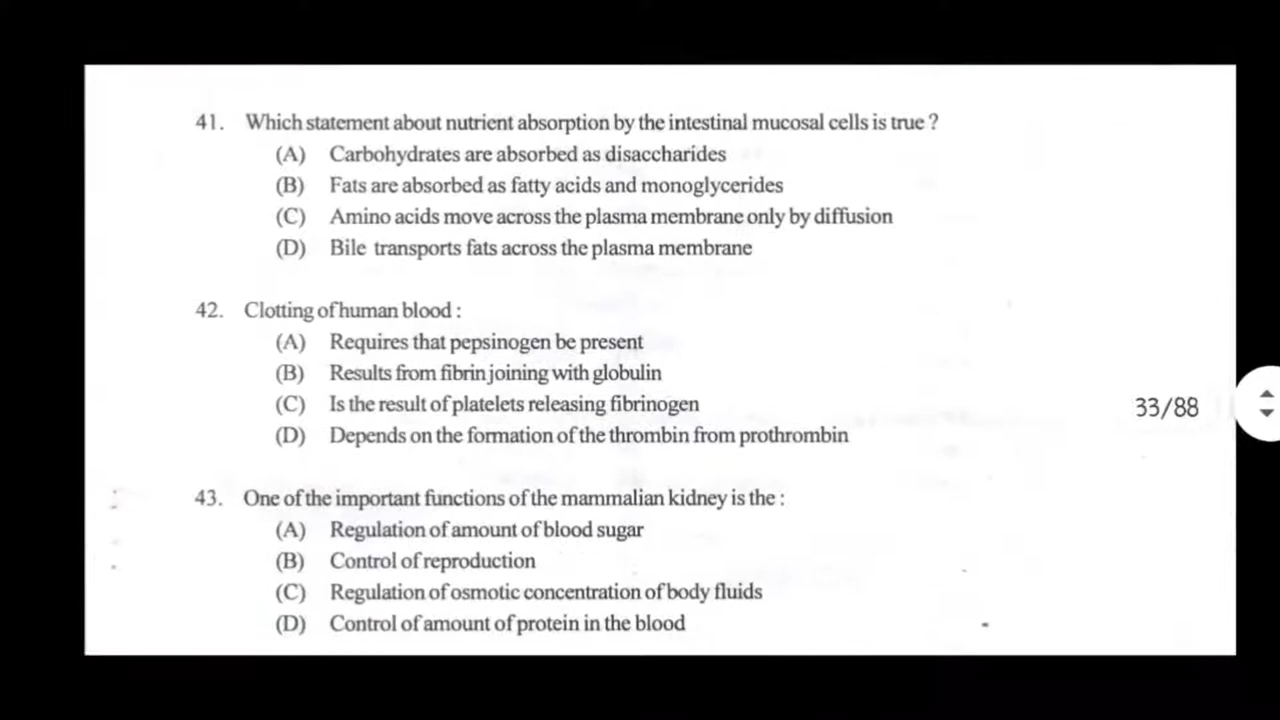 41. Which statement about nutrient absorption by the intestinal mucosal cells is true ?
(A) Carbohydrates are absorbed as disaccharides
(B) Fats are absorbed as fatty acids and monoglycerides
(C) Amino acids move across the plasma membrane only by diffusion
(D) Bile transports fats across the plasma membrane
42. Clotting of human blood :
(A) Requires that pepsinogen be present
(B) Results from fibrin joining with globulin
(C) Is the result of platelets releasing fibrinogen
33/88
(D) Depends on the formation of the thrombin from prothrombin
43. One of the important functions of the mammalian kidney is the :
(A) Regulation of amount of blood sugar
(B) Control of reproduction
(C) Regulation of osmotic concentration of body fluids
(D) Control of amount of protein in the blood